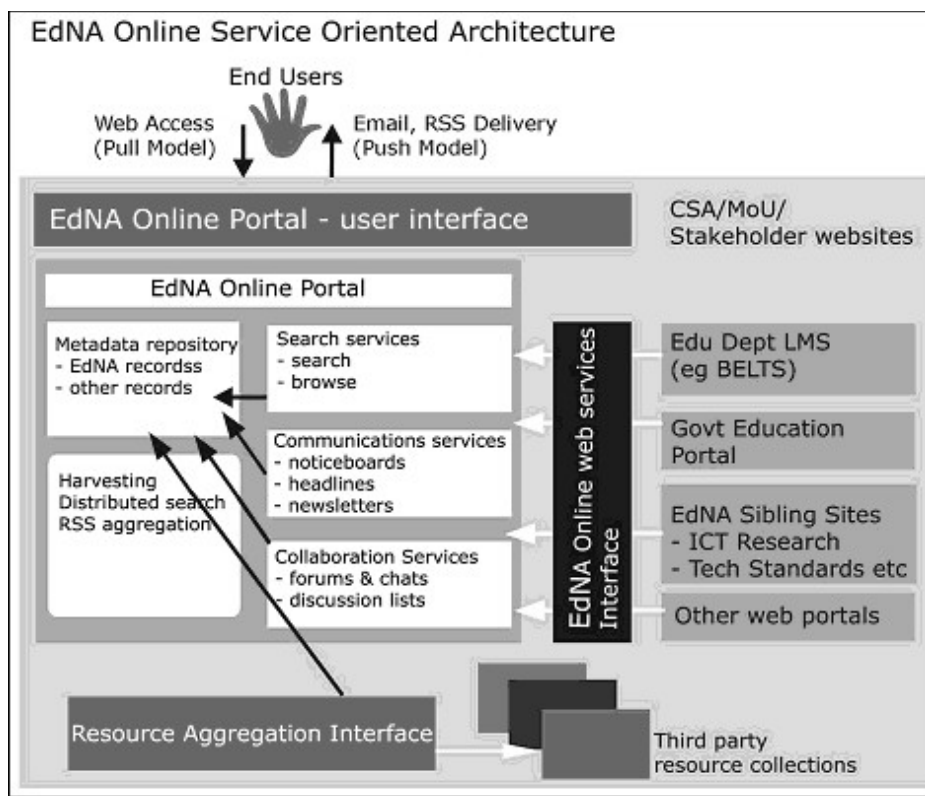 EdNA Online Service Oriented Architecture
End Users
Web Access
(Pull Model)
Email, RSS Delivery
(Push Model)
EdNA Online Portal - user interface
CSA/MoU/
Stakeholder websites
EdNA Online Portal
Metadata repository
- EdNA recordss
- other records
Search services
- search
- browse
Communications services
- noticeboards
- headlines
- newsletters
Harvesting
Distributed search
RSS aggregation
Collaboration Services
- forums & chats
- discussion lists
EdNA Online web services
Interface
Edu Dept LMS
(eg BELTS)
Govt Education
Portal
EdNA Sibling Sites
- ICT Research
- Tech Standards etc
Other web portals
Resource Aggregation Interface
Third party
resource collections